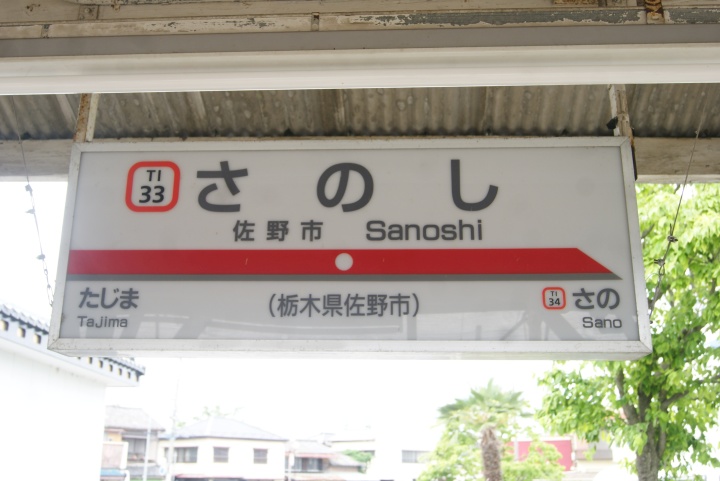 TI
33
さのし
佐野市 Sanoshi
たじま
TaJima
(栃木県佐野市)
TI
34
さの
Sano